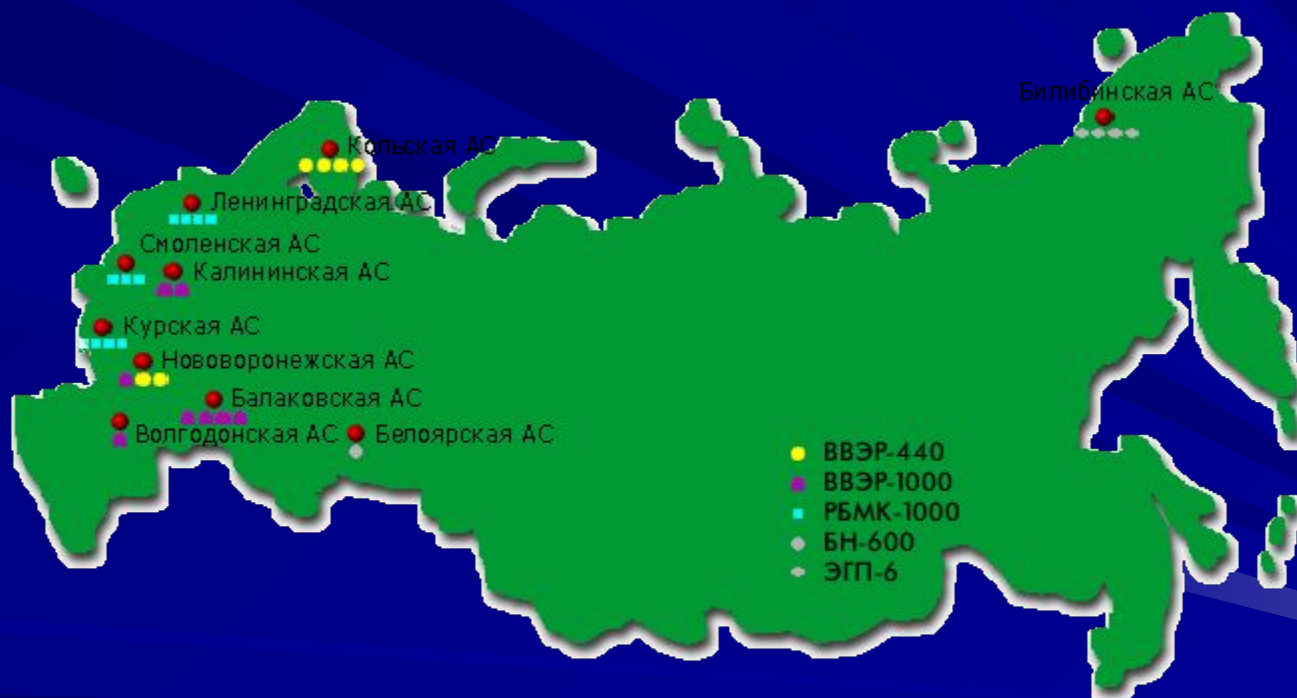 Билибинская АС
Кольская АС
Ленинградская АС
Смоленская АС
Калининская АС
Курская АС
Нововоронежская АС
Балаковская АС
Волгодонская АС
Белоярская АС
ВВЭР-440
ВВЭР-1000
РБМК-1000
БН-600
ЭГП-6